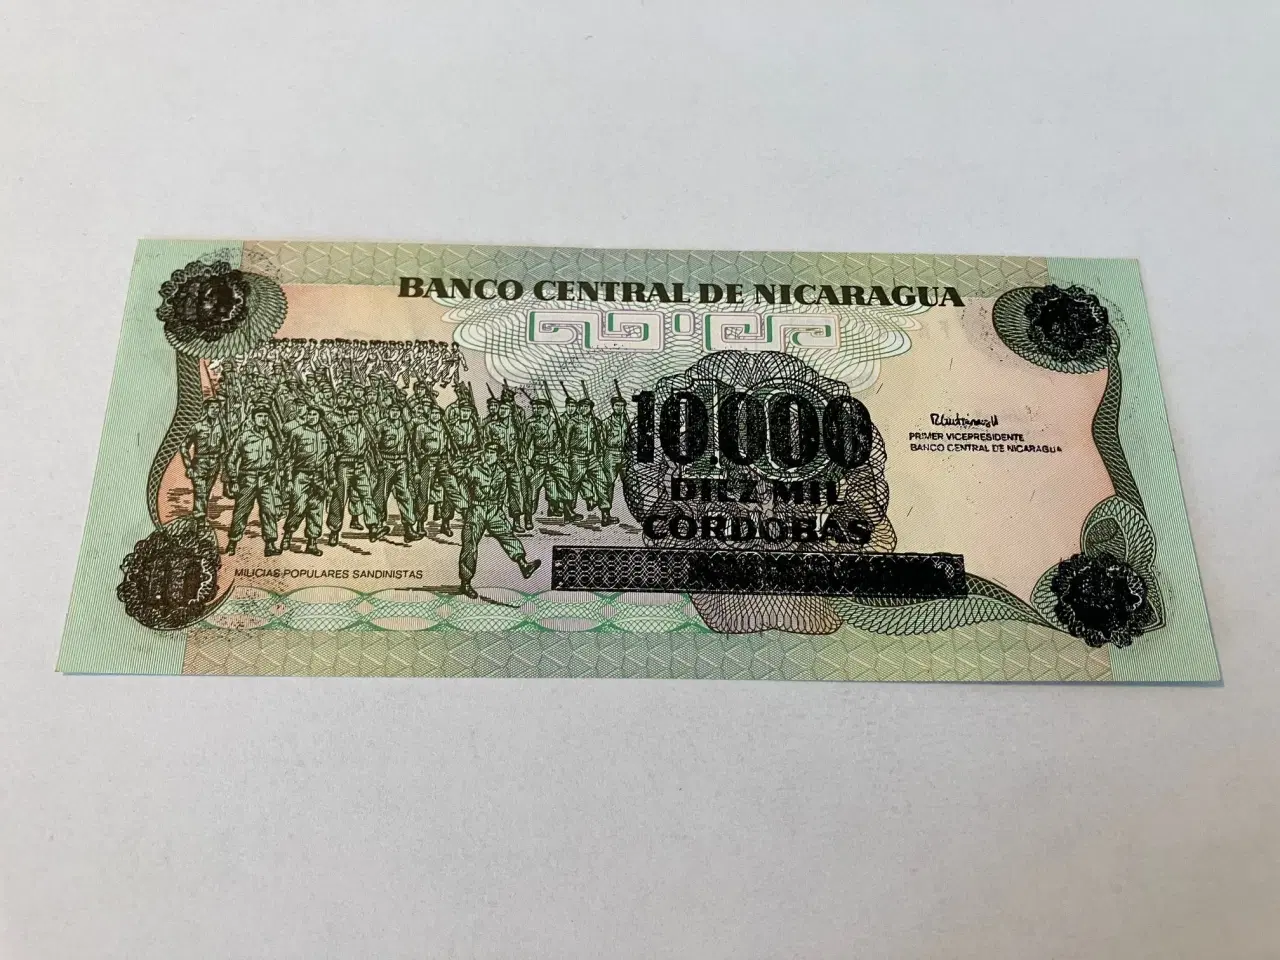 BANCO CENTRAL DE NICARAGUA
10.000
DIEZ MIL
CORDOBAS
PRIMER VICEPRESIDENTE
BANCO CENTRAL DE NICARAGUA
MILICIAS POPULARES SANDINISTAS